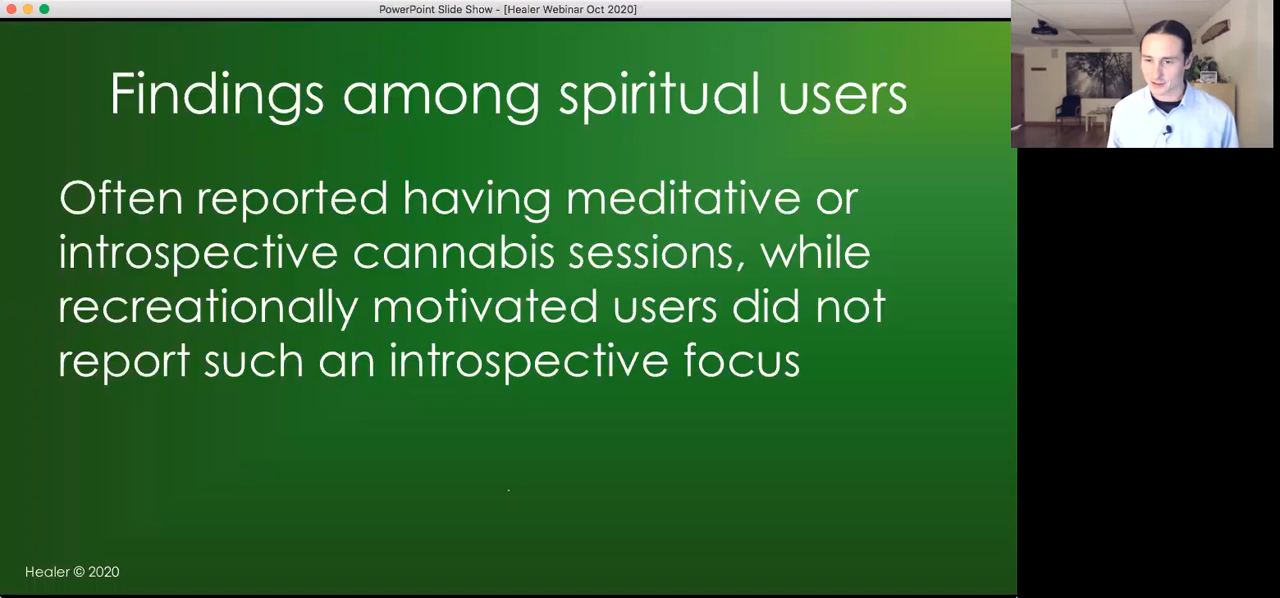 PowerPoint Slide Show - [Healer Webinar Oct 2020]
Findings among spiritual users
Often reported having meditative or
introspective cannabis sessions, while
recreationally motivated users did not
report such an introspective focus
Healer © 2020